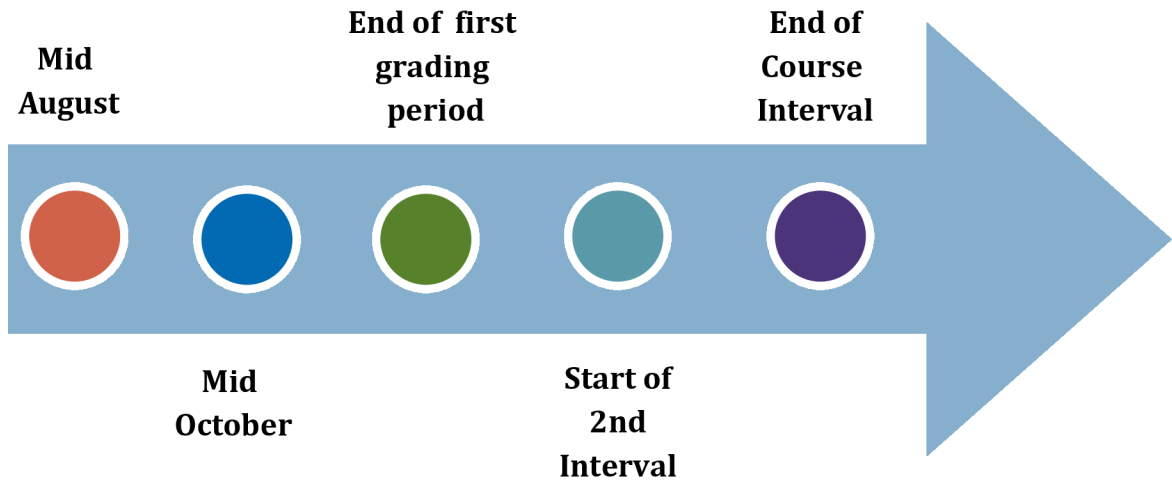 Mid
August
Mid
October
End of first
grading
period
Start of
2nd
Interval
End of
Course
Interval